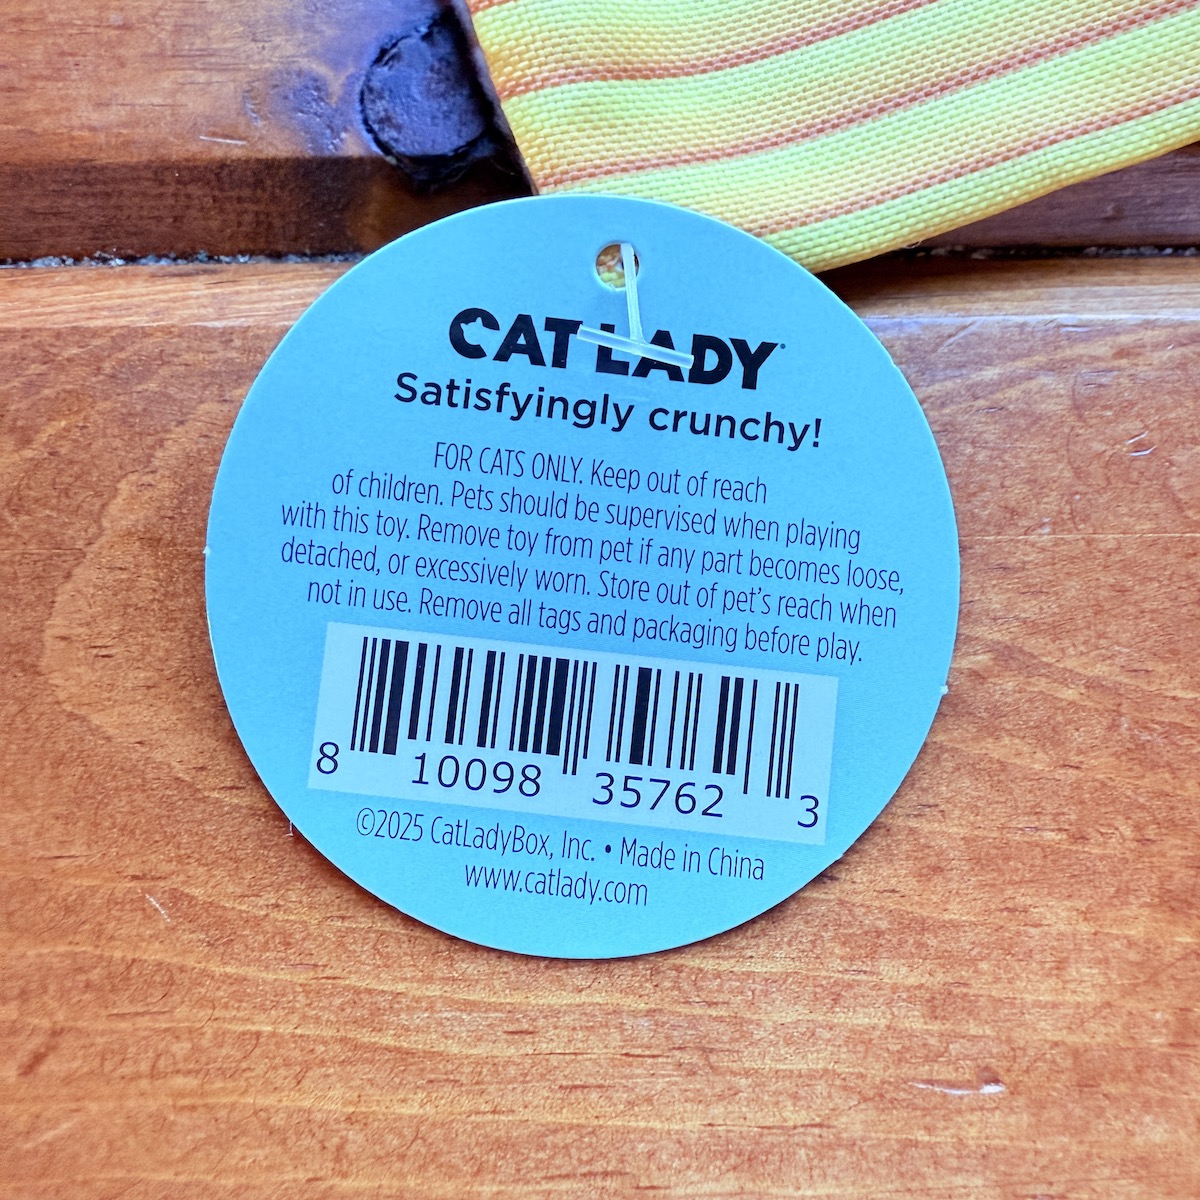 CAT LADY
Satisfyingly crunchy!
FOR CATS ONLY. Keep out of reach
of children. Pets should be supervised when playing
with this toy. Remove toy from pet if any part becomes loose,
detached, or excessively worn. Store out of pet's reach when
not in use. Remove all tags and packaging before play.
8 10098 35762 3
©2025 CatLadyBox, Inc. • Made in China
www.catlady.com